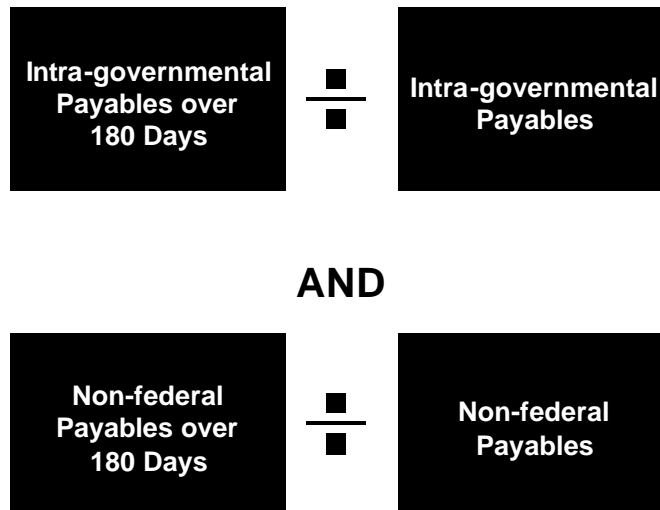 Intra-governmental
Payables over
180 Days
÷
Intra-governmental
Payables
AND
Non-federal
Payables over
180 Days
÷
Non-federal
Payables